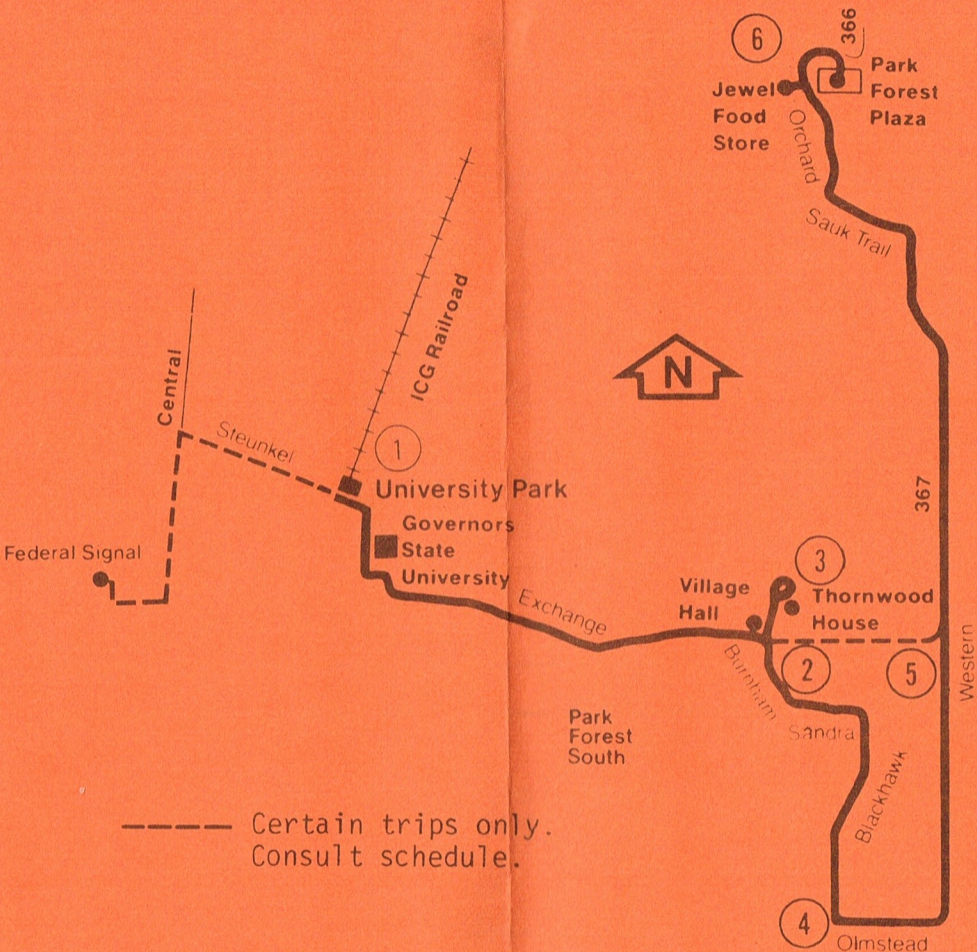 6
366
Park
Forest
Plaza
Jewel
Food
Store
Orchard
Sauk Trail
ICG Railroad
N
Central
Steunkel
1
University Park
Governors
State
University
Federal Signal
367
3
Village
Hall
Thornwood
House
Exchange
2
5
Western
Burnham
Sandra
Park
Forest
South
Blackhawk
Certain trips only.
Consult schedule.
4
Olmstead